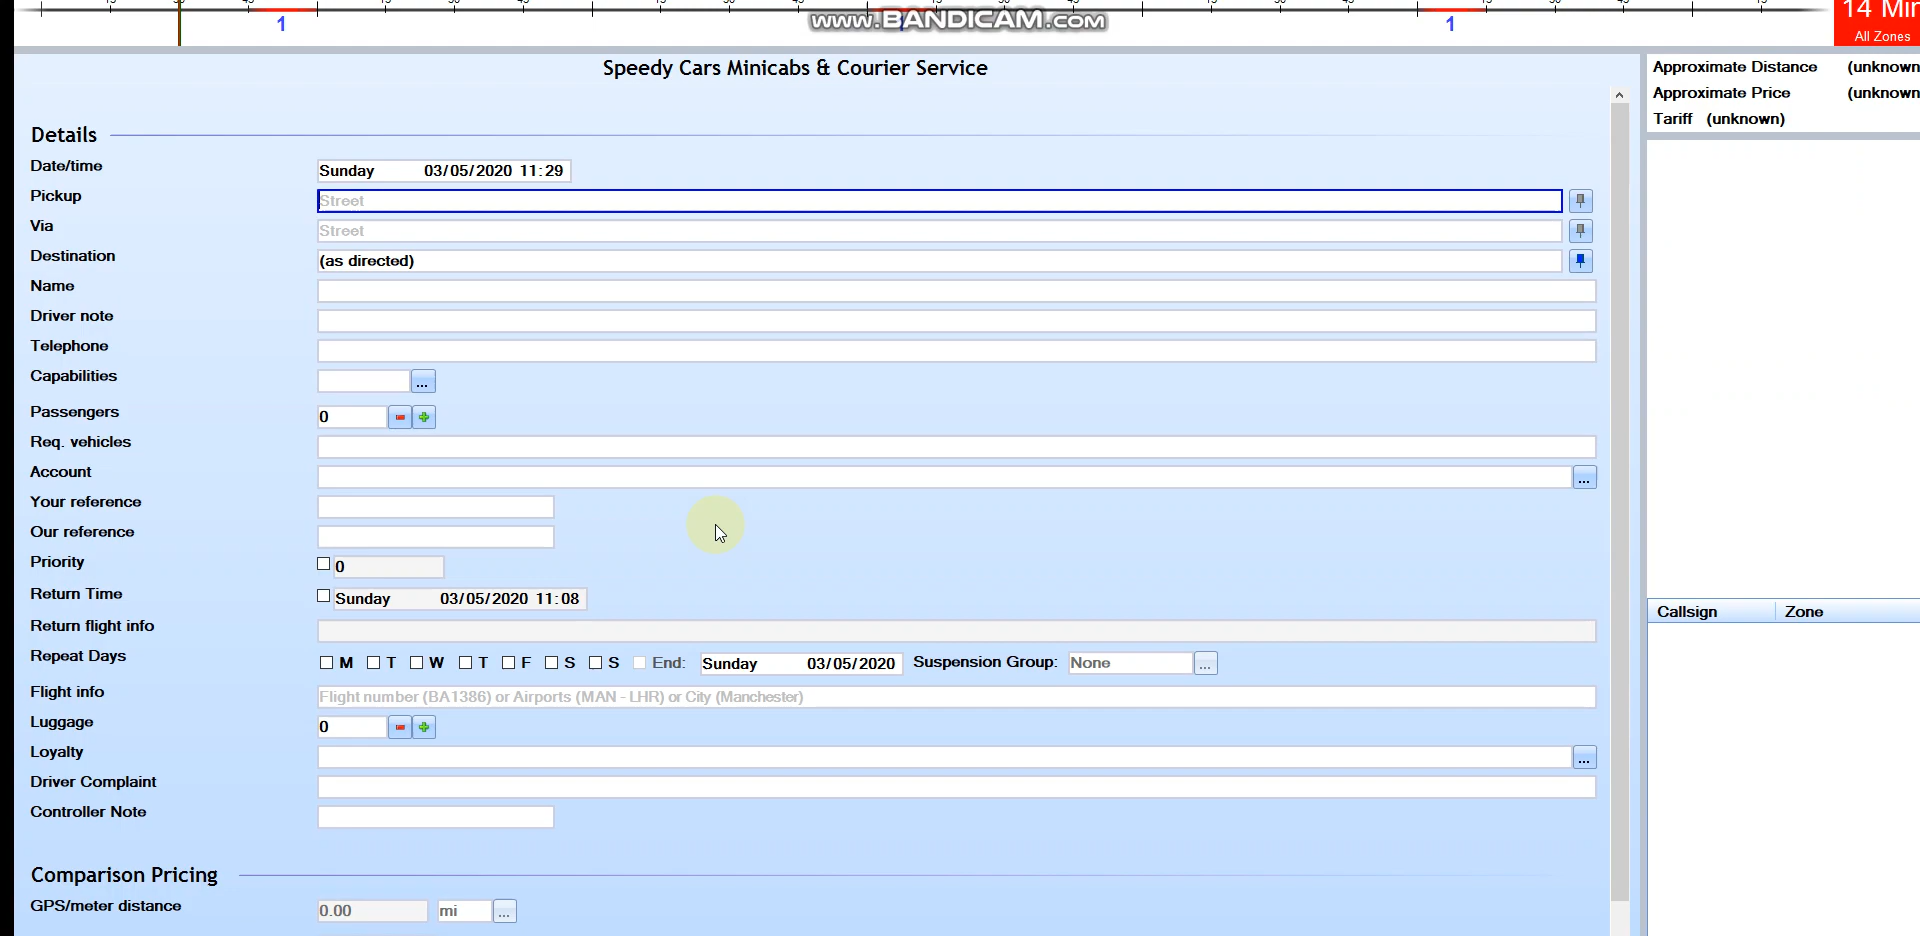 1 1 1
www.BANDICAM.com
14 Min
All Zones
Speedy Cars Minicabs & Courier Service
Approximate Distance (unknown
Approximate Price (unknown
Tariff (unknown)
Details
Date/time Sunday 03/05/2020 11:29
Pickup Street
Via Street
Destination (as directed)
Name
Driver note
Telephone
Capabilities ...
Passengers 0
Req. vehicles
Account ...
Your reference
Our reference
Priority 0
Return Time Sunday 03/05/2020 11:08
Return flight info
Repeat Days M T W T F S S End: Sunday 03/05/2020 Suspension Group: None ...
Flight info Flight number (BA1386) or Airports (MAN - LHR) or City (Manchester)
Luggage 0
Loyalty ...
Driver Complaint
Controller Note
Comparison Pricing
GPS/meter distance 0.00 mi ...
Callsign Zone